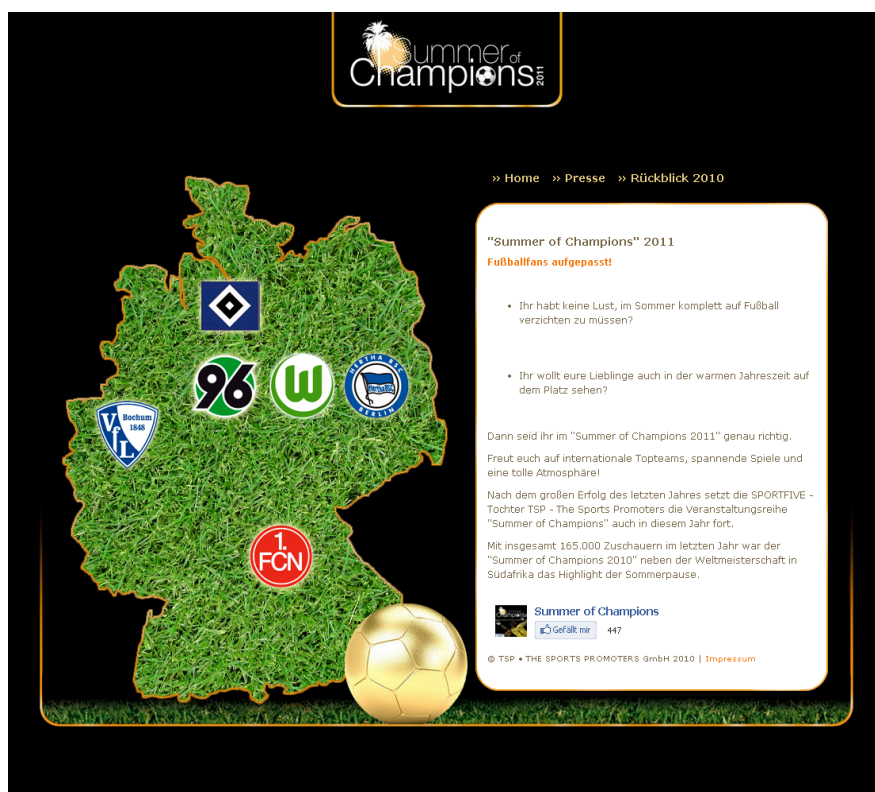 Summer of
Champions 2011
›› Home ›› Presse ›› Rückblick 2010
"Summer of Champions" 2011
Fußballfans aufgepasst!
• Ihr habt keine Lust, im Sommer komplett auf Fußball
verzichten zu müssen?
• Ihr wollt eure Lieblinge auch in der warmen Jahreszeit auf
dem Platz sehen?
Dann seid ihr im "Summer of Champions 2011" genau richtig.
Freut euch auf internationale Topteams, spannende Spiele und
eine tolle Atmosphäre!
Nach dem großen Erfolg des letzten Jahres setzt die SPORTFIVE -
Tochter TSP - The Sports Promoters die Veranstaltungsreihe
"Summer of Champions" auch in diesem Jahr fort.
Mit insgesamt 165.000 Zuschauern im letzten Jahr war der
"Summer of Champions 2010" neben der Weltmeisterschaft in
Südafrika das Highlight der Sommerpause.
Summer of Champions
Gefällt mir 447
© TSP • THE SPORTS PROMOTERS GmbH 2010 | Impressum
96
W
HERTHA BSC
BERLIN
VfL
Bochum
1848
1.
FCN